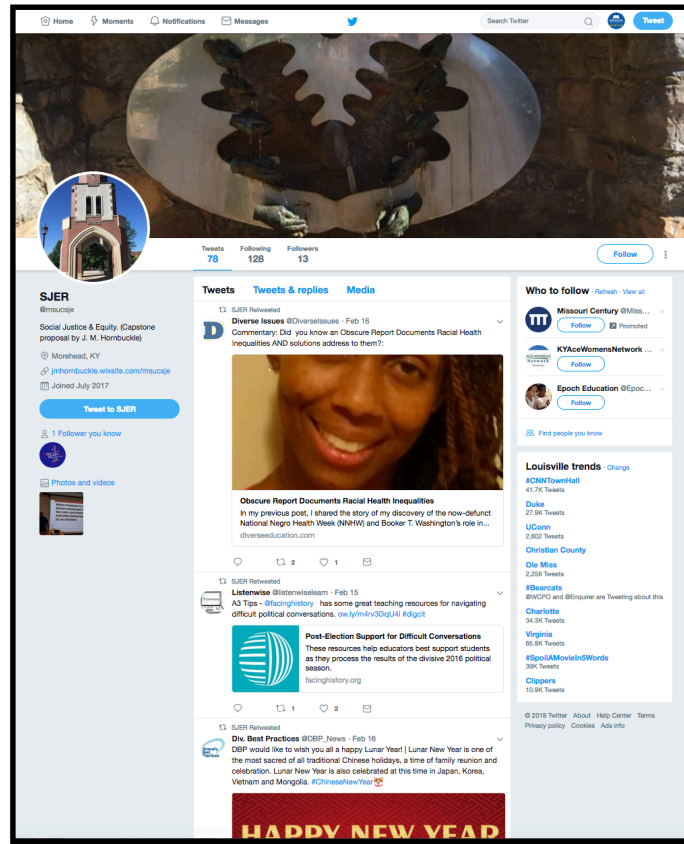 Home Moments Notifications Messages Search Twitter Tweet
Tweets Following Followers
78 128 13
Follow
SJER
@msucsje
Social Justice & Equity. (Capstone
proposal by J. M. Hornbuckle)
Morehead, KY
jmhornbuckle.wixsite.com/msucsje
Joined July 2017
Tweet to SJER
1 Follower you know
Photos and videos
Tweets Tweets & replies Media
SJER Retweeted
Diverse Issues @DiverseIssues · Feb 16
Commentary: Did you know an Obscure Report Documents Racial Health
Inequalities AND solutions address to them?:
Obscure Report Documents Racial Health Inequalities
In my previous post, I shared the story of my discovery of the now-defunct
National Negro Health Week (NNHW) and Booker T. Washington's role in...
diverseeducation.com
2 1
SJER Retweeted
Listenwise @listenwiselearn · Feb 15
A3 Tips - @facinghistory has some great teaching resources for navigating
difficult political conversations. ow.ly/m4rv30iqU4i #digcit
Post-Election Support for Difficult Conversations
These resources help educators best support students
as they process the results of the divisive 2016 political
season.
facinghistory.org
1 2
SJER Retweeted
Div. Best Practices @DBP_News · Feb 16
DBP would like to wish you all a happy Lunar Year! | Lunar New Year is one of
the most sacred of all traditional Chinese holidays, a time of family reunion and
celebration. Lunar New Year is also celebrated at this time in Japan, Korea,
Vietnam and Mongolia. #ChineseNewYear
HAPPY NEW YEAR
Who to follow · Refresh · View all
Missouri Century @Miss...
Follow Promoted
KYAceWomensNetwork ...
Follow
Epoch Education @Epoc...
Follow
Find people you know
Louisville trends · Change
#CNNTownHall
41.7K Tweets
Duke
27.9K Tweets
UConn
2,602 Tweets
Christian County
Ole Miss
2,258 Tweets
#Bearcats
@WCPO and @Enquirer are Tweeting about this
Charlotte
34.3K Tweets
Virginia
65.8K Tweets
#SpoilAMovieIn5Words
39K Tweets
Clippers
10.9K Tweets
© 2018 Twitter About Help Center Terms
Privacy policy Cookies Ads info